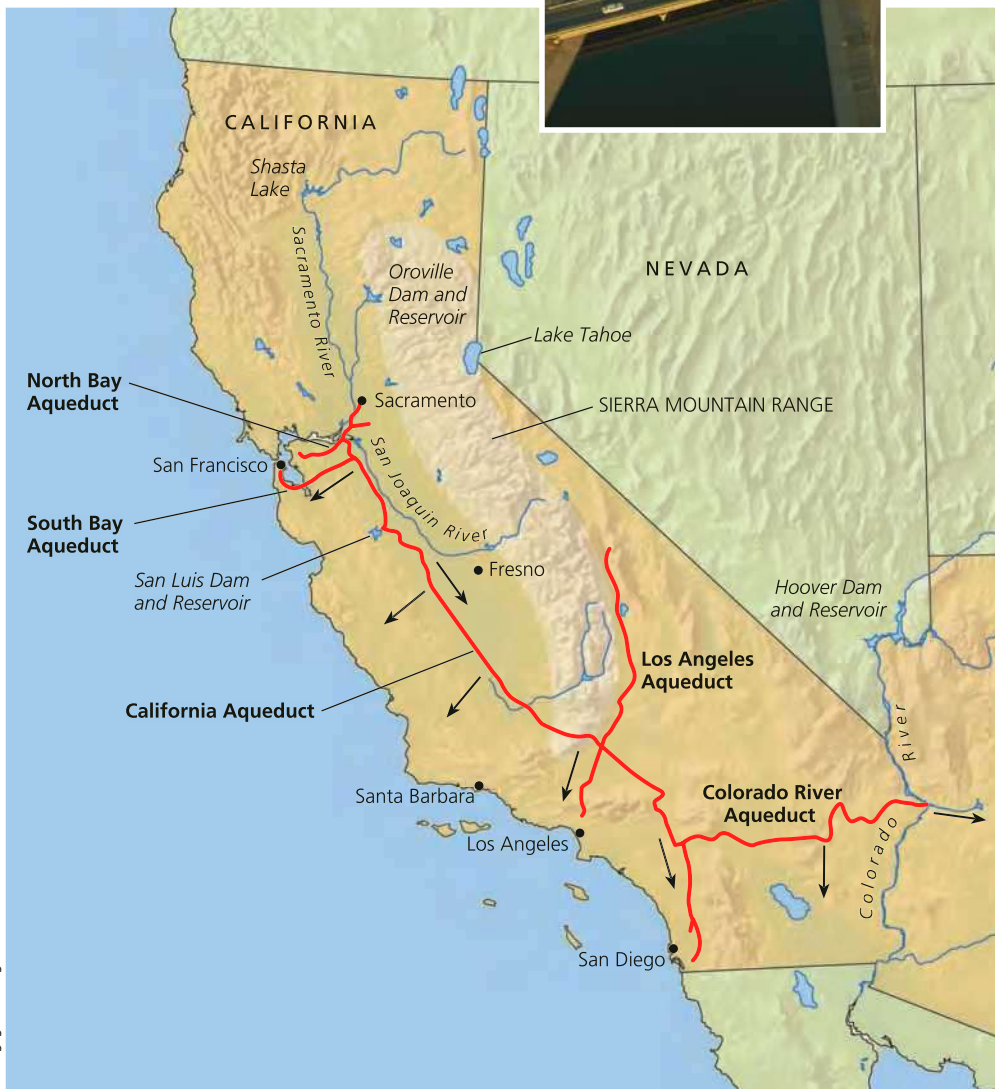 CALIFORNIA
Shasta
Lake
Sacramento River
Oroville
Dam and
Reservoir
NEVADA
Lake Tahoe
North Bay
Aqueduct
Sacramento
SIERRA MOUNTAIN RANGE
San Francisco
San Joaquin River
South Bay
Aqueduct
Fresno
San Luis Dam
and Reservoir
Hoover Dam
and Reservoir
Los Angeles
Aqueduct
California Aqueduct
Colorado River
Santa Barbara
Colorado River
Aqueduct
Los Angeles
San Diego